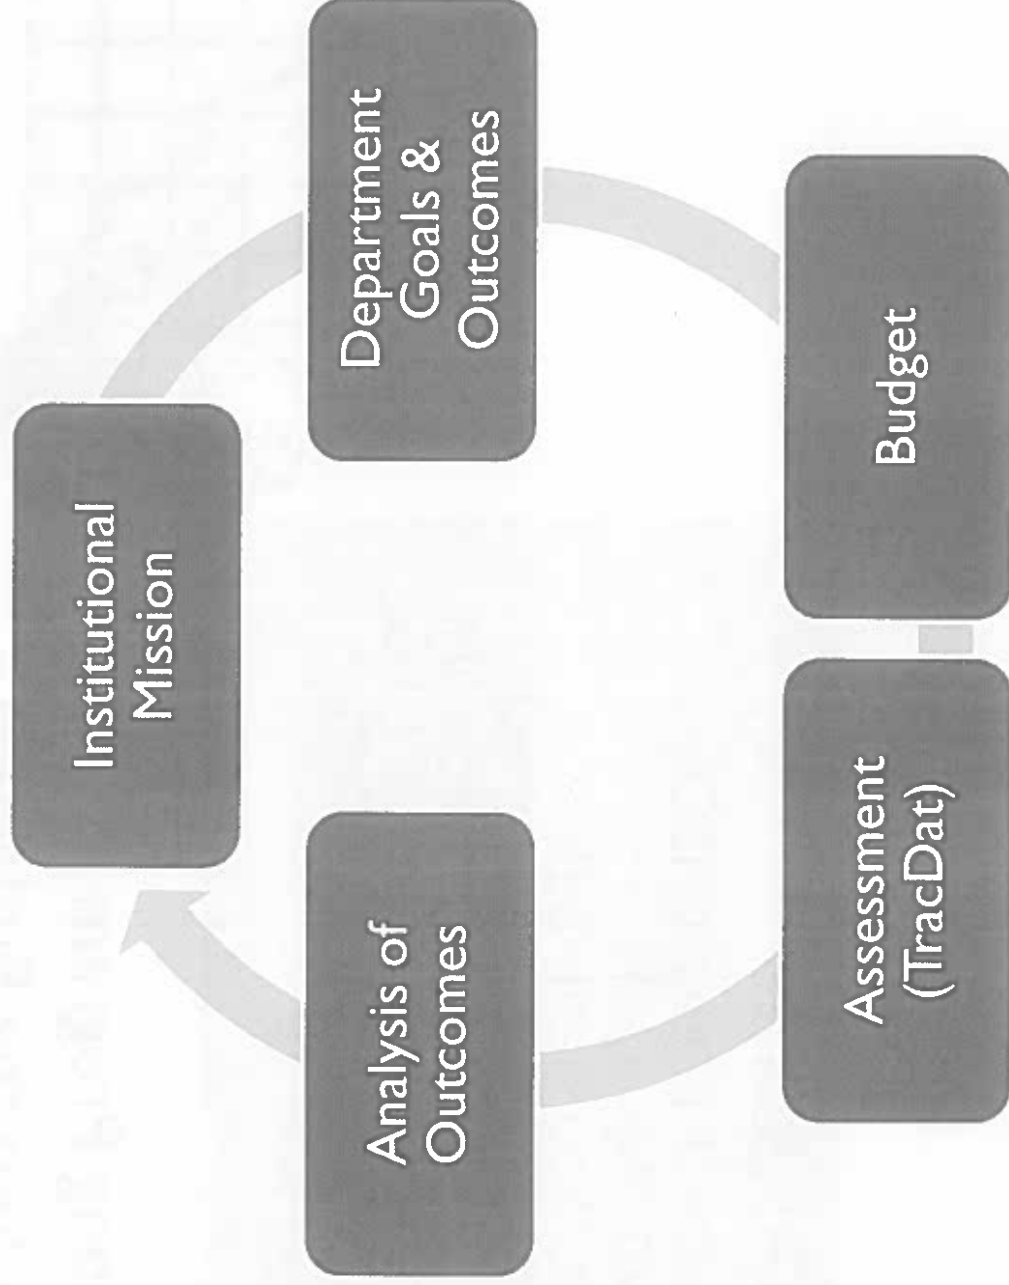 Institutional
Mission
Department
Goals &
Outcomes
Budget
Assessment
(TracDat)
Analysis of
Outcomes